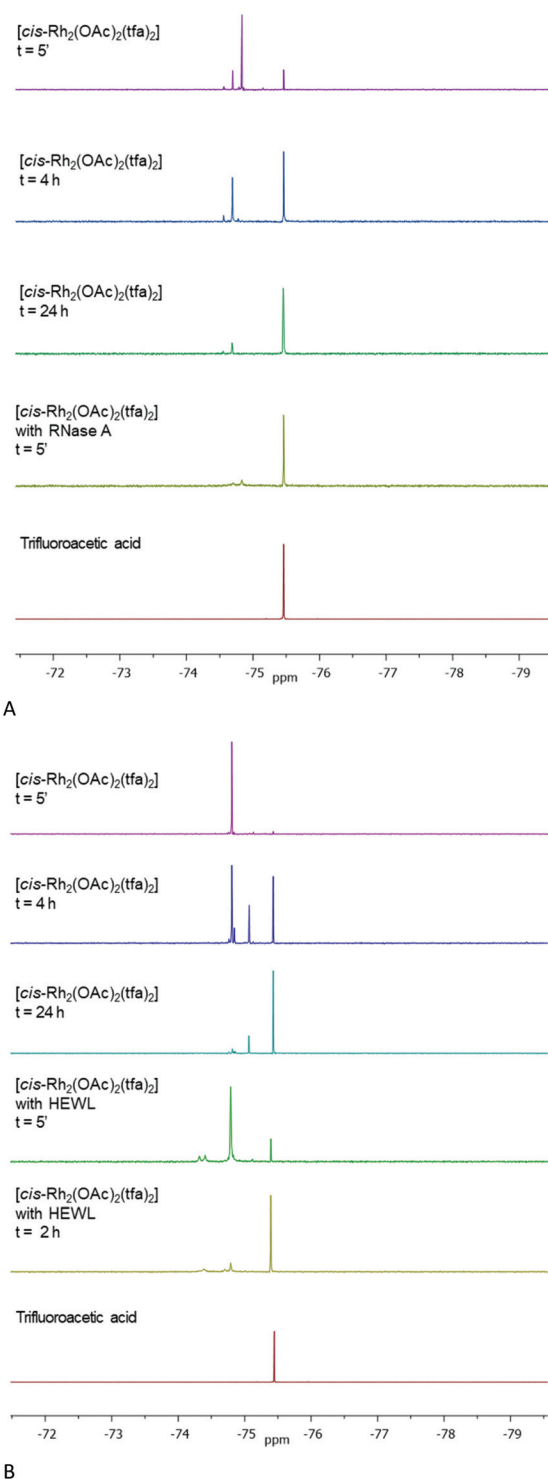 [cis-Rh₂(OAc)₂(tfa)₂]
t = 5'
[cis-Rh₂(OAc)₂(tfa)₂]
t = 4 h
[cis-Rh₂(OAc)₂(tfa)₂]
t = 24 h
[cis-Rh₂(OAc)₂(tfa)₂]
with RNase A
t = 5'
Trifluoroacetic acid
-72 -73 -74 -75 -76 -77 -78 -79
ppm
A
[cis-Rh₂(OAc)₂(tfa)₂]
t = 5'
[cis-Rh₂(OAc)₂(tfa)₂]
t = 4 h
[cis-Rh₂(OAc)₂(tfa)₂]
t = 24 h
[cis-Rh₂(OAc)₂(tfa)₂]
with HEWL
t = 5'
[cis-Rh₂(OAc)₂(tfa)₂]
with HEWL
t = 2 h
Trifluoroacetic acid
-72 -73 -74 -75 -76 -77 -78 -79
ppm
B